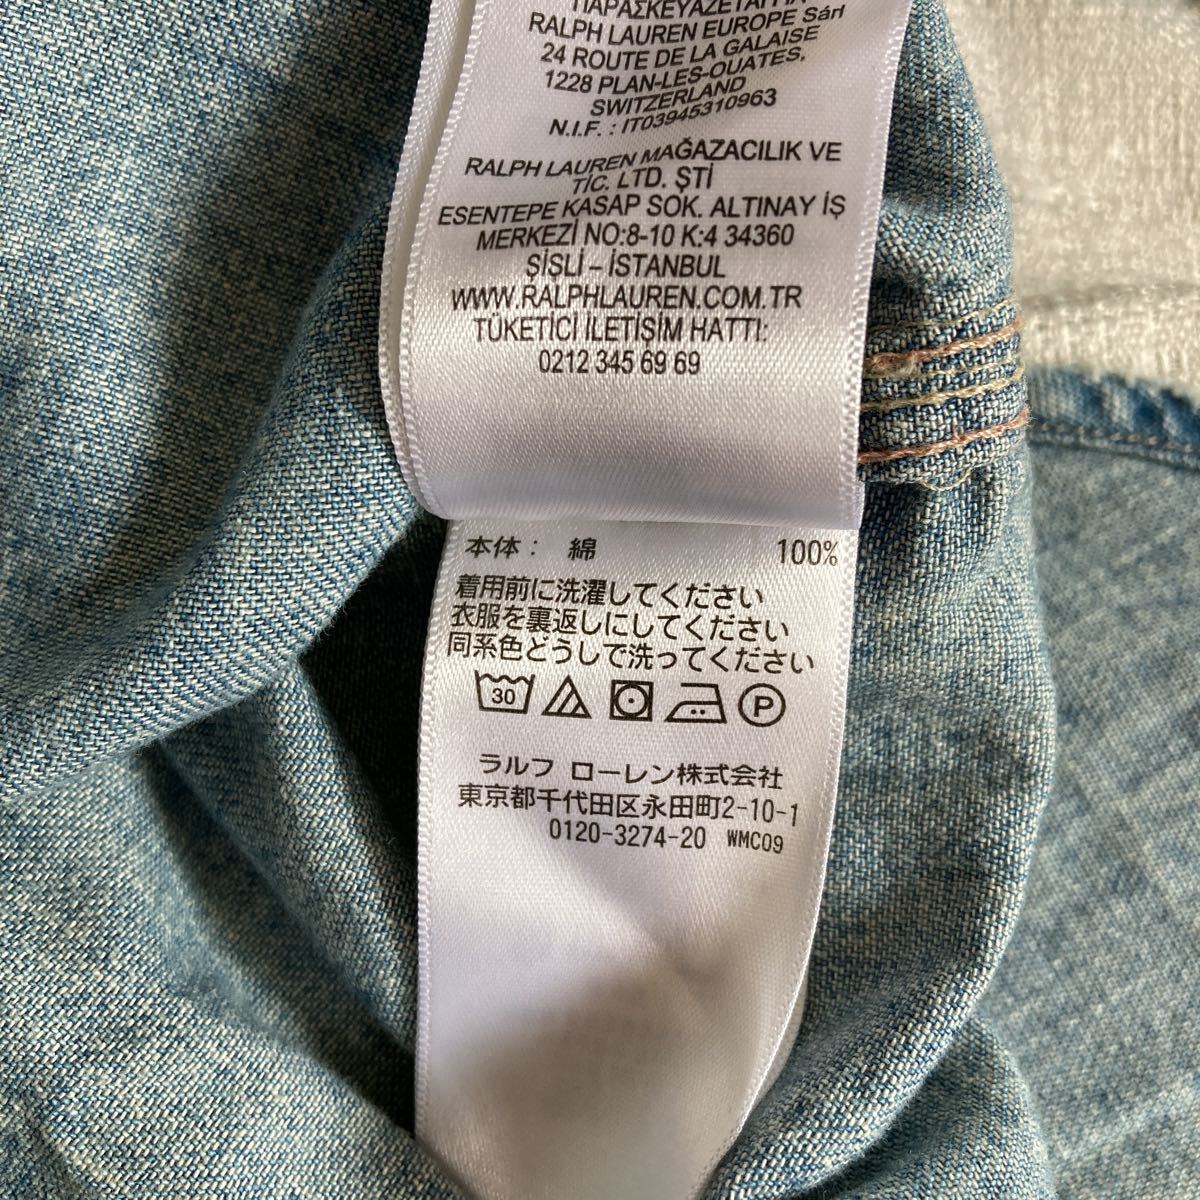 RALPH LAUREN EUROPE Sàrl
24 ROUTE DE LA GALAISE
1228 PLAN-LES-OUATES,
SWITZERLAND
N.I.F. : IT03945310963
RALPH LAUREN MAĞAZACILIK VE
TİC. LTD. ŞTİ
ESENTEPE KASAP SOK. ALTINAY İŞ
MERKEZİ NO:8-10 K:4 34360
ŞİSLİ – İSTANBUL
WWW.RALPHLAUREN.COM.TR
TÜKETİCİ İLETİŞİM HATTI:
0212 345 69 69
本体： 綿 100%
着用前に洗濯してください
衣服を裏返しにしてください
同系色どうしで洗ってください
30 P
ラルフ ローレン株式会社
東京都千代田区永田町2-10-1
0120-3274-20 WMC09